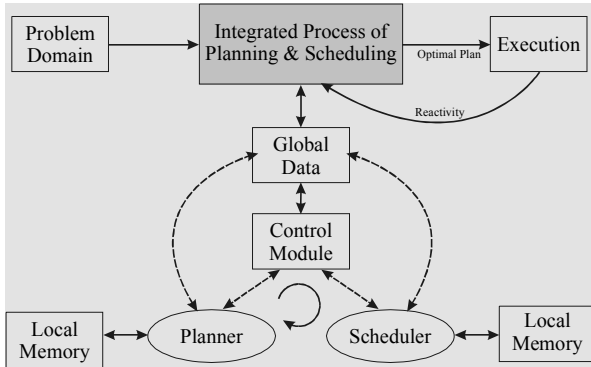 Problem
Domain
Integrated Process of
Planning & Scheduling
Optimal Plan
Execution
Reactivity
Global
Data
Control
Module
Local
Memory
Planner
Scheduler
Local
Memory